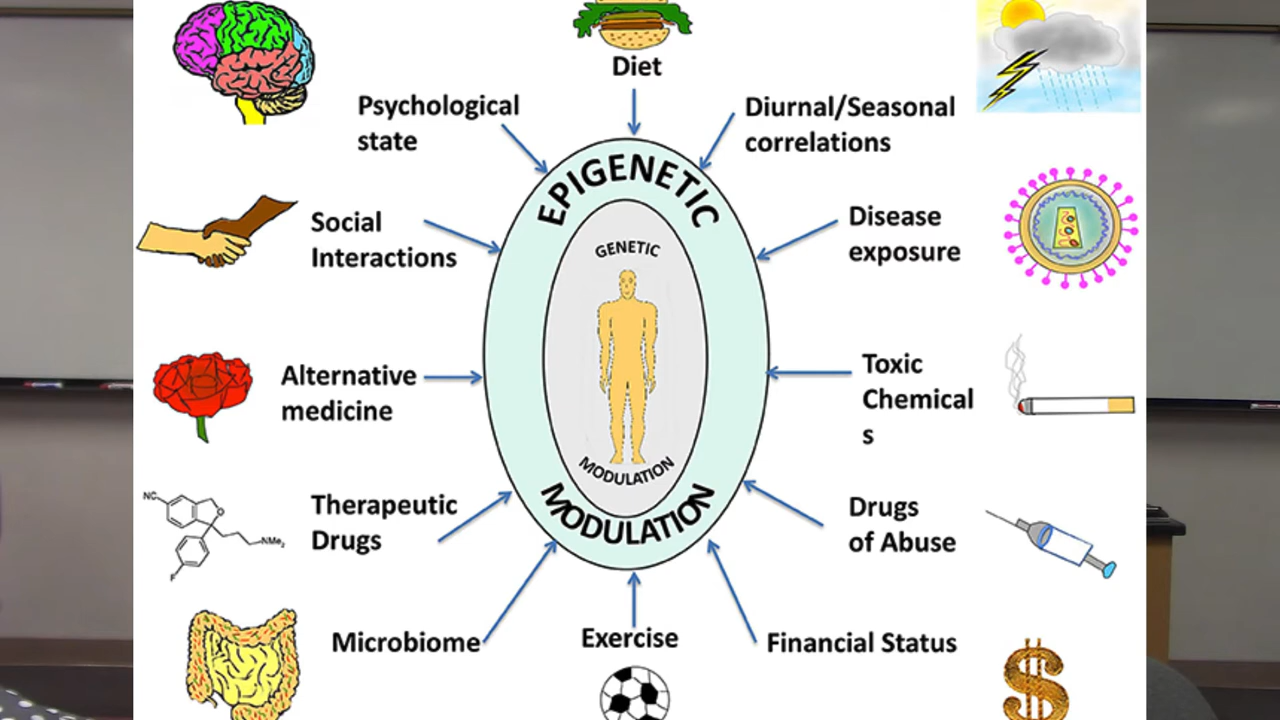 Diet
Psychological
state
Diurnal/Seasonal
correlations
EPIGENETIC
Social
Interactions
GENETIC
Disease
exposure
Alternative
medicine
Toxic
Chemical
s
MODULATION
Therapeutic
Drugs
MODULATION
Drugs
of Abuse
NC
O
NMe₂
F
Microbiome
Exercise
Financial Status
$